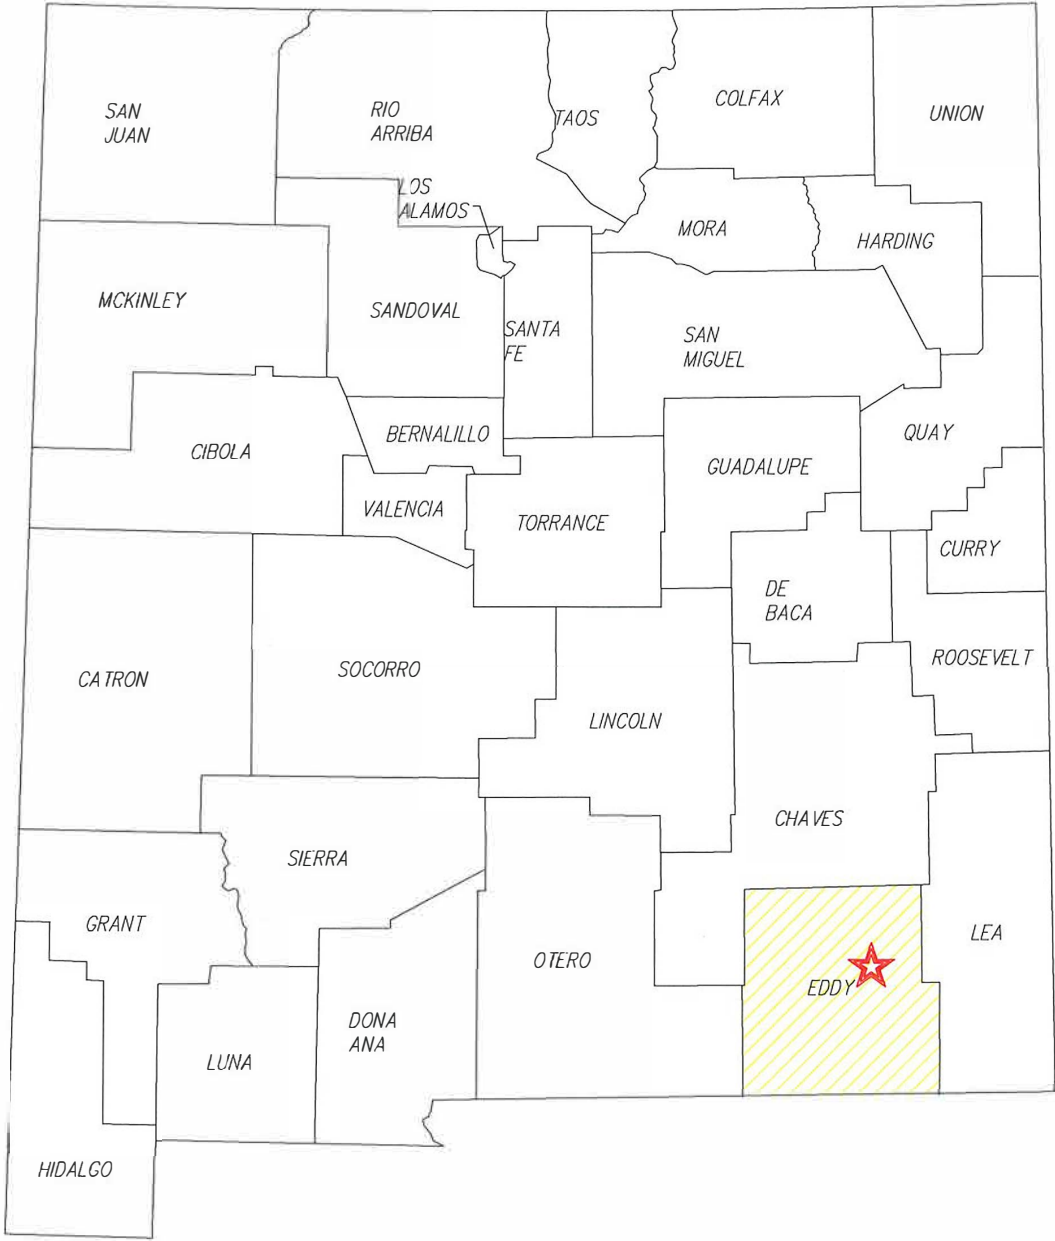 SAN
JUAN
RIO
ARRIBA
TAOS
COLFAX
UNION
LOS
ALAMOS
MORA
HARDING
MCKINLEY
SANDOVAL
SANTA
FE
SAN
MIGUEL
CIBOLA
BERNALILLO
QUAY
GUADALUPE
VALENCIA
TORRANCE
CURRY
DE
BACA
CATRON
SOCORRO
ROOSEVELT
LINCOLN
CHAVES
SIERRA
GRANT
LEA
OTERO
EDDY
DONA
ANA
LUNA
HIDALGO